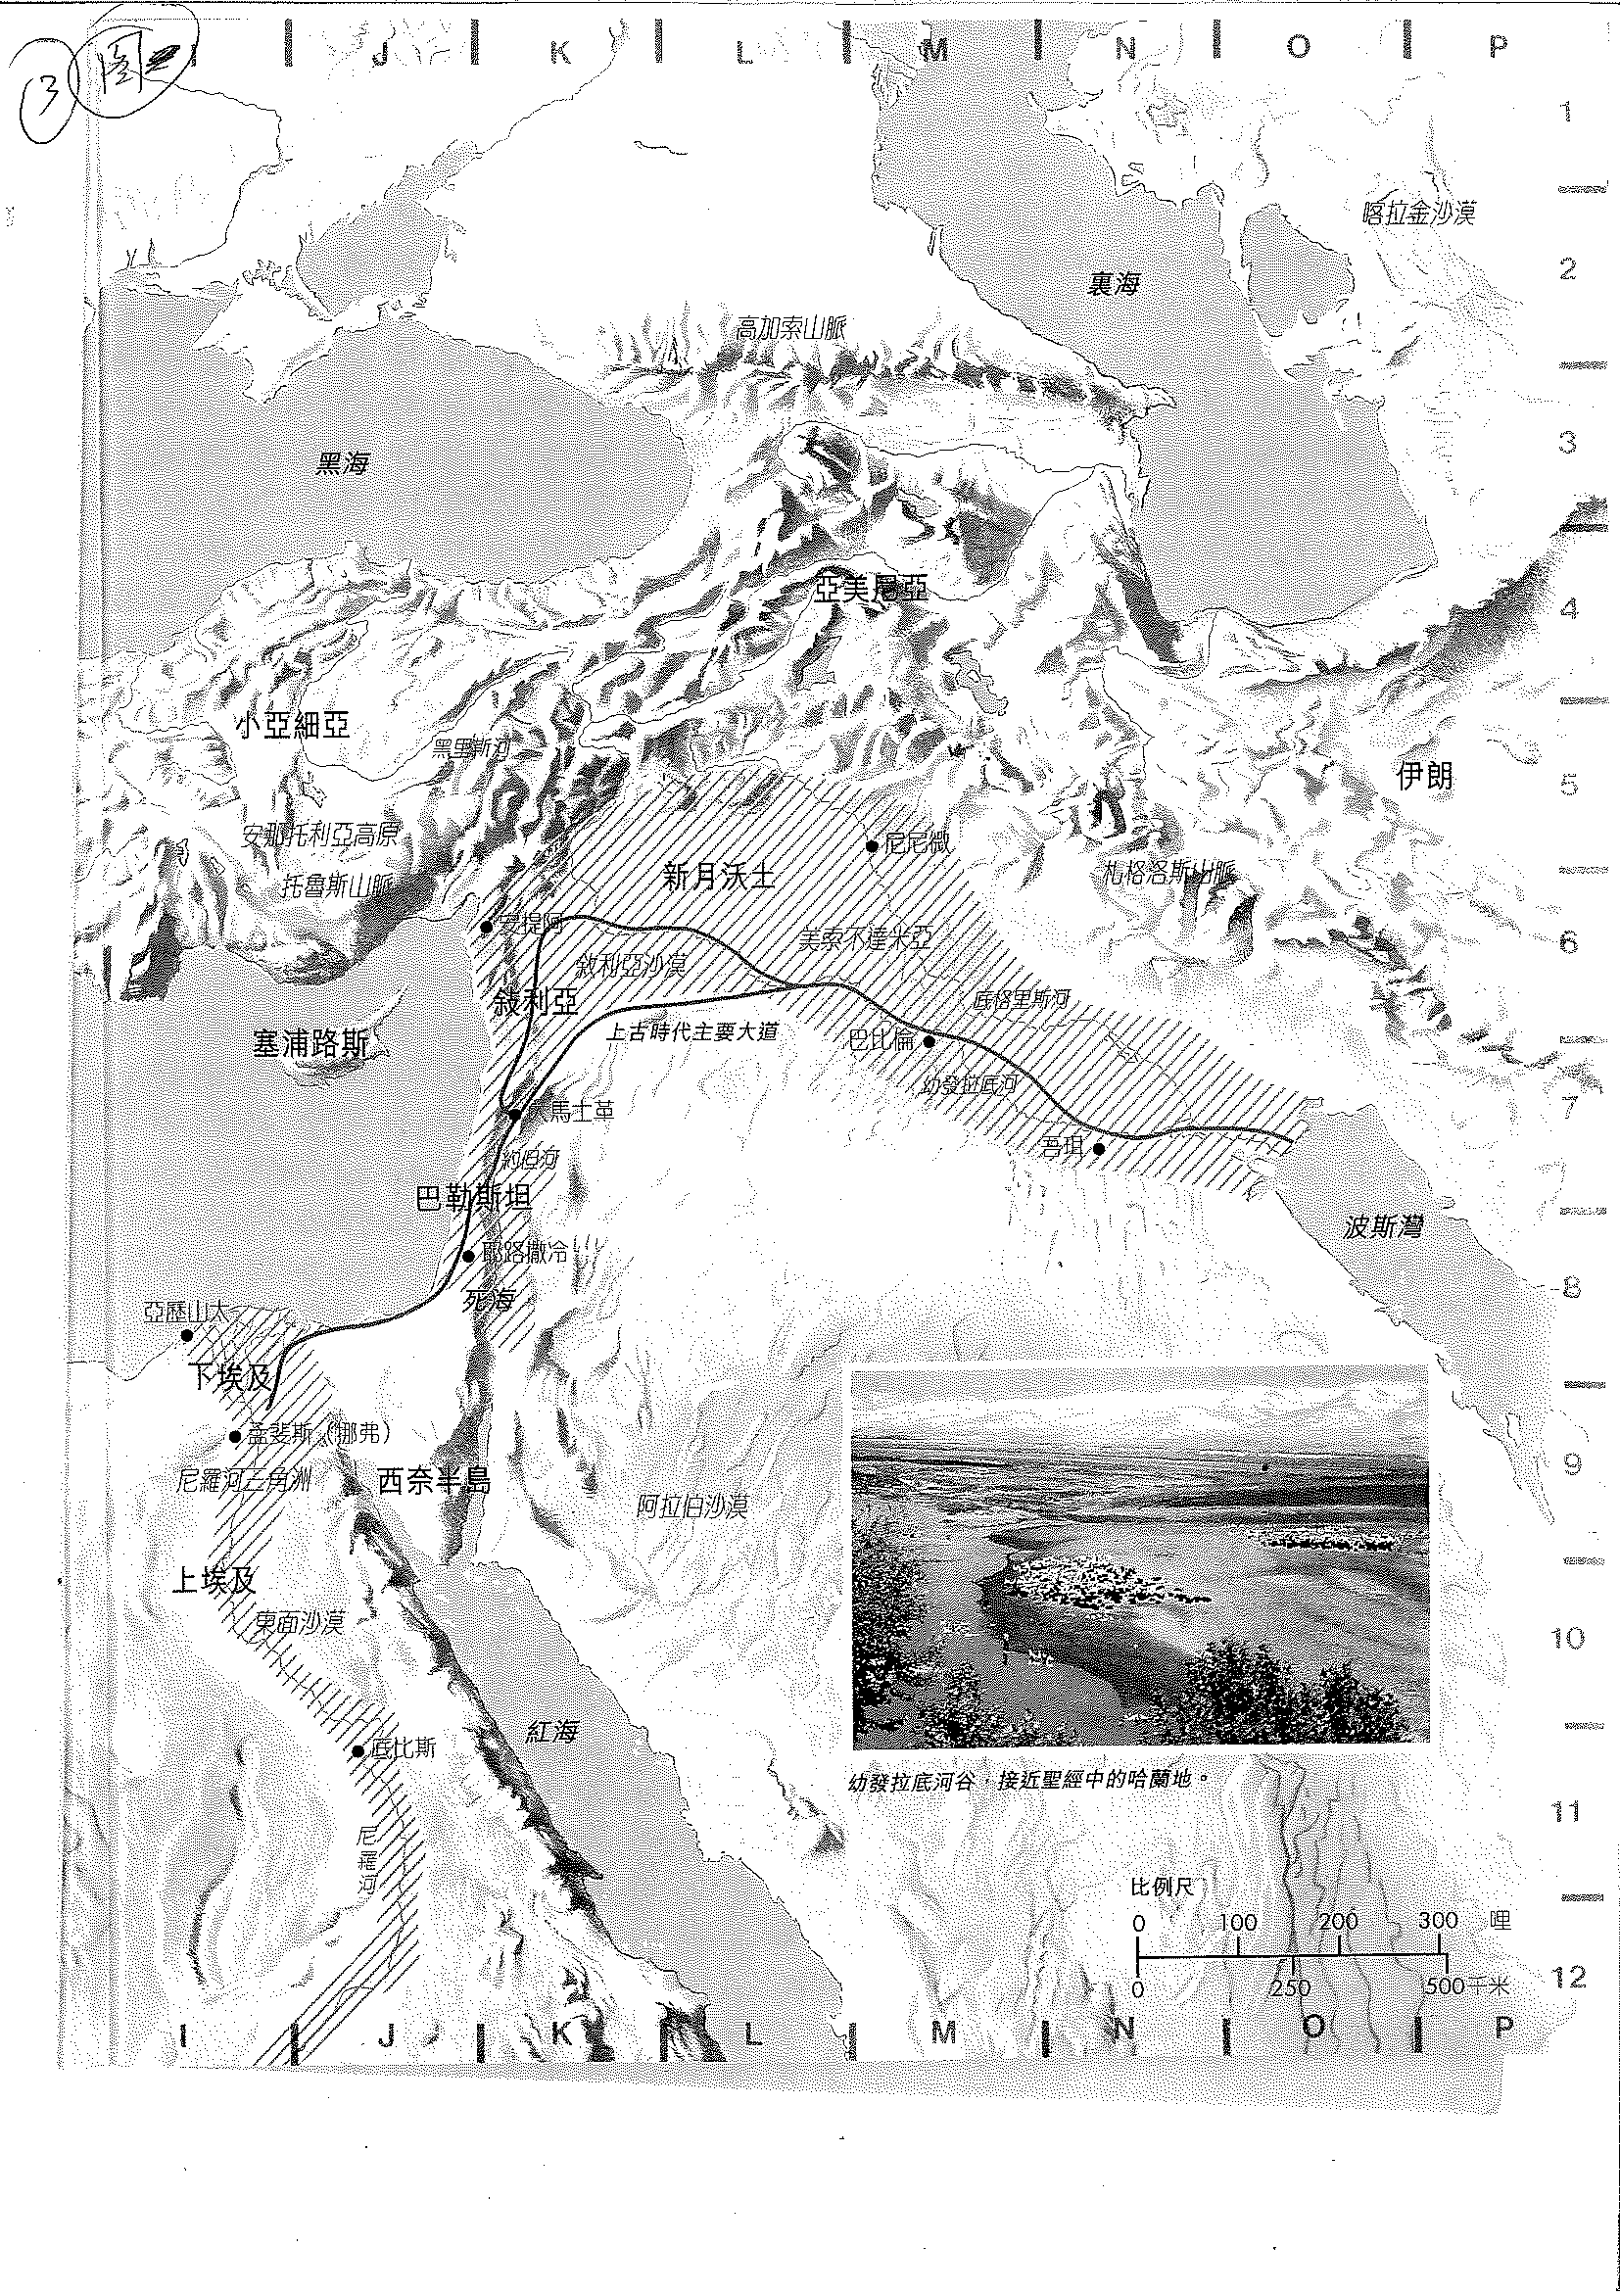 ③ 圖二
I J K L M N O P
1
喀拉金沙漠
2
裏海
高加索山脈
3
黑海
亞美尼亞
4
小亞細亞
黑里斯河
伊朗
5
安那托利亞高原
尼尼微
新月沃土
札格洛斯山脈
托魯斯山脈
安提阿
美索不達米亞
6
敘利亞沙漠
底格里斯河
敍利亞
上古時代主要大道
塞浦路斯
巴比倫
幼發拉底河
7
大馬士革
吾珥
約但河
巴勒斯坦
波斯灣
耶路撒冷
8
死海
亞歷山太
下埃及
孟斐斯（挪弗）
9
尼羅河三角洲
西奈半島
阿拉伯沙漠
上埃及
東面沙漠
10
紅海
底比斯
幼發拉底河谷，接近聖經中的哈蘭地。
11
尼羅河
比例尺
0 100 200 300 哩
0 250 500千米
12
I J K L M N O P